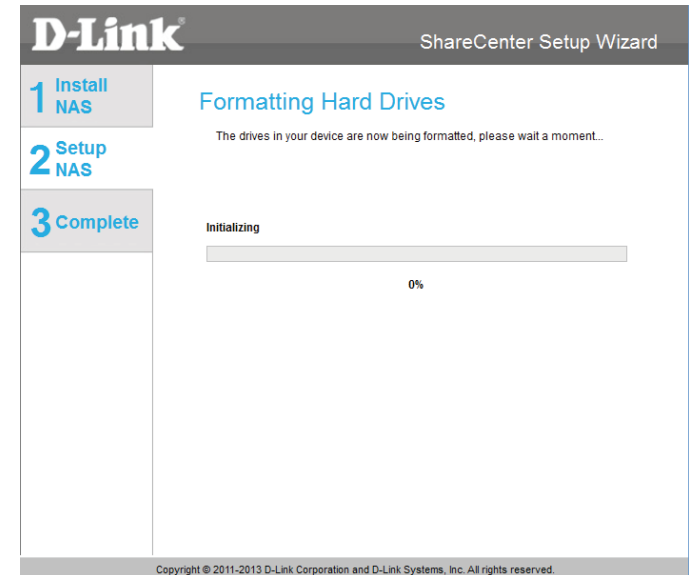 D-Link®
ShareCenter Setup Wizard
1 Install
NAS
2 Setup
NAS
3 Complete
Formatting Hard Drives
The drives in your device are now being formatted, please wait a moment...
Initializing
0%
Copyright © 2011-2013 D-Link Corporation and D-Link Systems, Inc. All rights reserved.